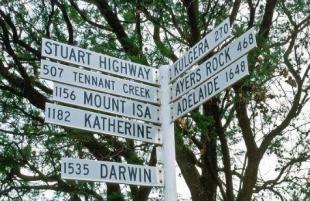 STUART HIGHWAY
507 TENNANT CREEK
1156 MOUNT ISA
1182 KATHERINE
1535 DARWIN
KULGERA 270
AYERS ROCK 468
ADELAIDE 1648